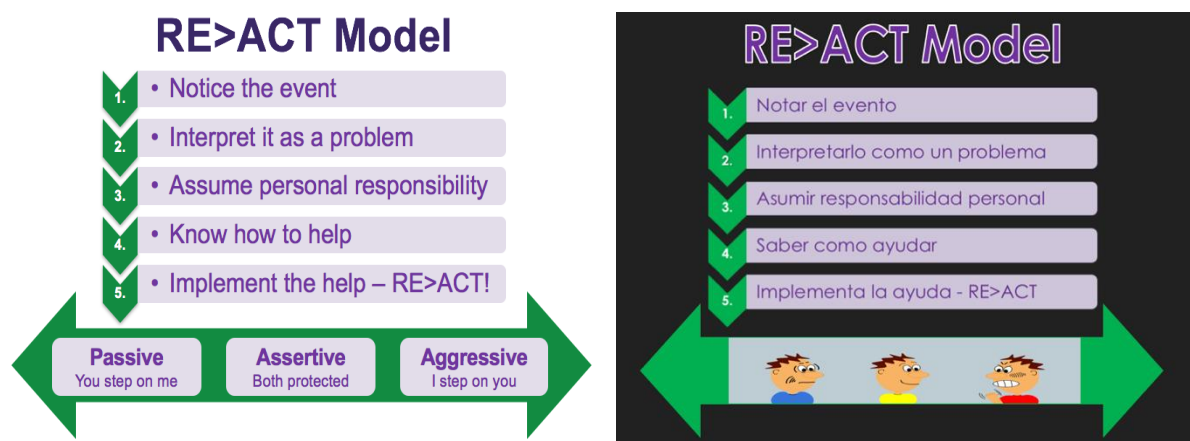 RE>ACT Model
1. • Notice the event
2. • Interpret it as a problem
3. • Assume personal responsibility
4. • Know how to help
5. • Implement the help – RE>ACT!
Passive
You step on me
Assertive
Both protected
Aggressive
I step on you
RE>ACT Model
1. Notar el evento
2. Interpretarlo como un problema
3. Asumir responsabilidad personal
4. Saber como ayudar
5. Implementa la ayuda - RE>ACT